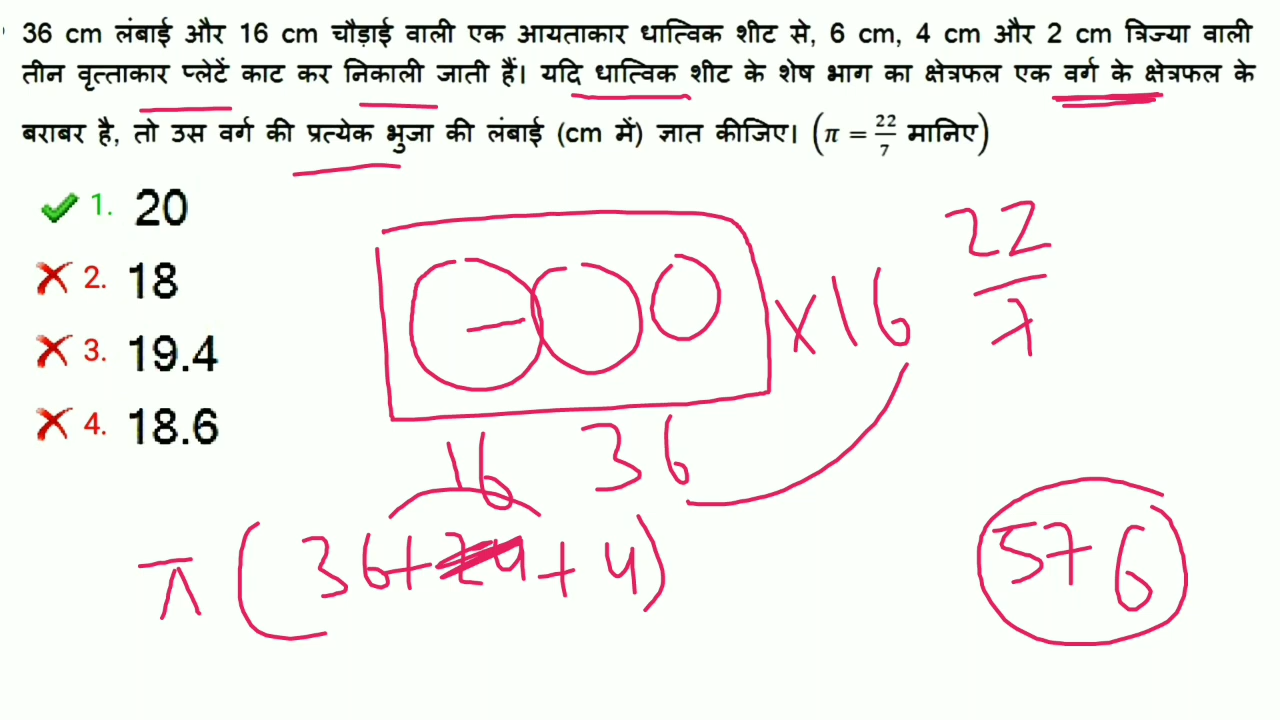 36 cm लंबाई और 16 cm चौड़ाई वाली एक आयताकार धात्विक शीट से, 6 cm, 4 cm और 2 cm त्रिज्या वाली
तीन वृत्ताकार प्लेटें काट कर निकाली जाती हैं। यदि धात्विक शीट के शेष भाग का क्षेत्रफल एक वर्ग के क्षेत्रफल के
बराबर है, तो उस वर्ग की प्रत्येक भुजा की लंबाई (cm में) ज्ञात कीजिए। (π = 22/7 मानिए)
1. 20
2. 18
3. 19.4
4. 18.6
22/7
×16
36
16
π (36+24+4)
576